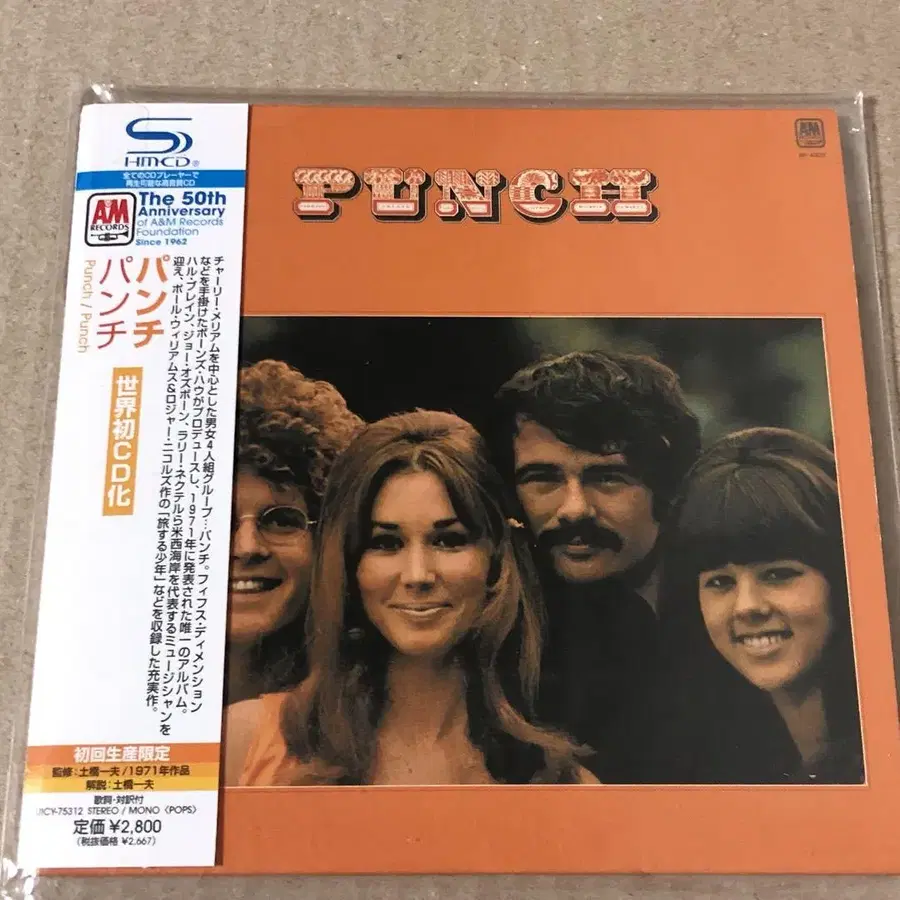 SHM-CD®
全てのCDプレーヤーで
再生可能な高音質CD
A&M
RECORDS
The 50th
Anniversary
of A&M Records
Foundation
Since 1962
パンチ
パンチ
Punch / Punch
世界初CD化
チャーリー・メリアムを中心とした男女4人組グループ…パンチ。フィフス・ディメンション
などを手掛けたボーンズ・ハウがプロデュースし、1971年に発表された唯一のアルバム。
ハル・ブレイン、ジョー・オズボーン、ラリー・ネクテルら米西海岸を代表するミュージシャンを
迎え、ポール・ウィリアムス&ロジャー・ニコルズ作の「旅する少年」などを収録した充実作。
初回生産限定
監修:土橋一夫/1971年作品
解説:土橋一夫
歌詞・対訳付
UICY-75312 STEREO / MONO〈POPS〉
定価 ¥2,800
(税抜価格 ¥2,667)
PUNCH
A&M